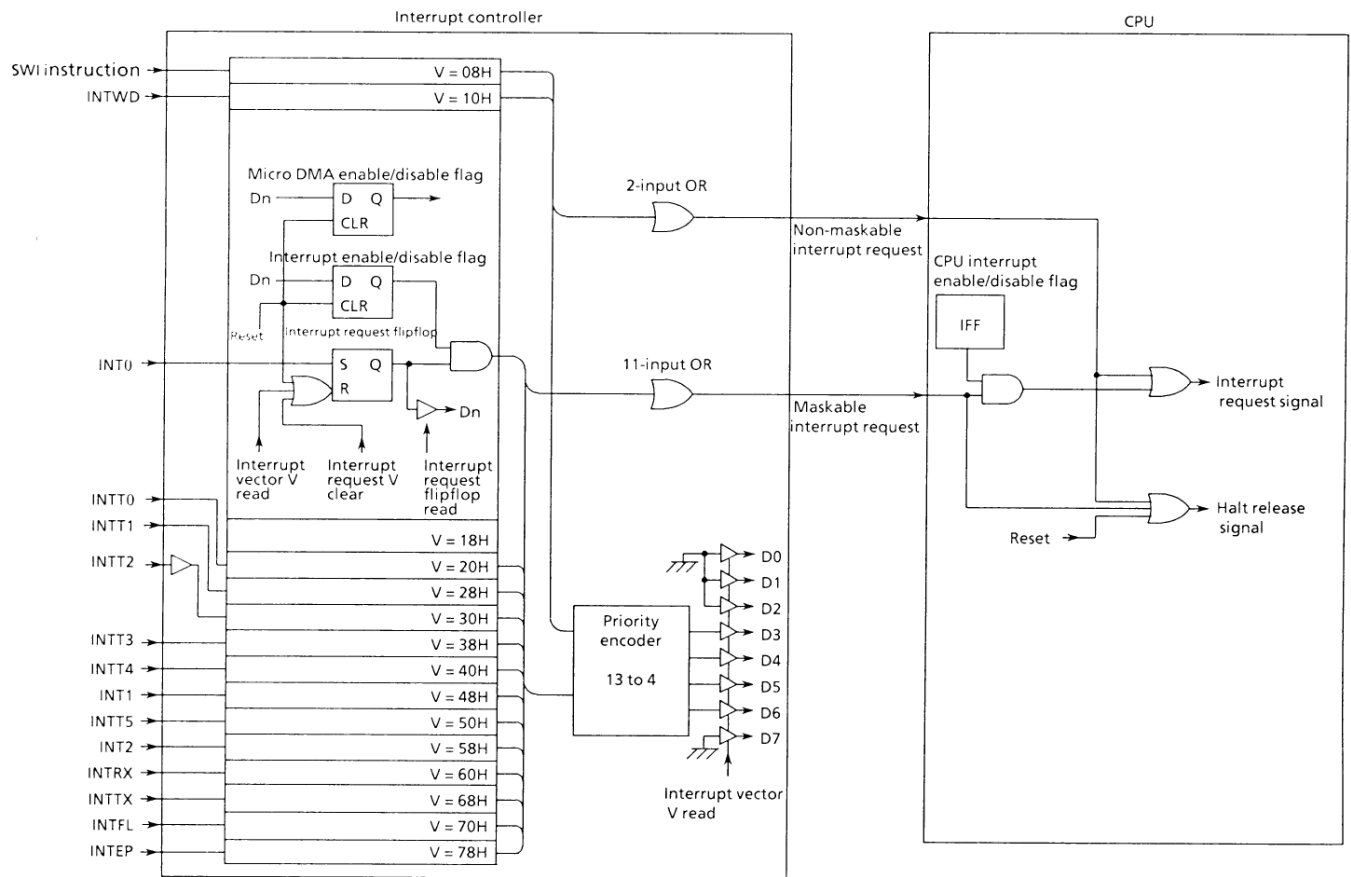 Interrupt controller
CPU
SWI instruction
V = 08H
INTWD
V = 10H
Micro DMA enable/disable flag
Dn
D Q
CLR
2-input OR
Non-maskable
interrupt request
Interrupt enable/disable flag
Dn
D Q
CLR
CPU interrupt
enable/disable flag
IFF
Reset
Interrupt request flipflop
INT0
S Q
R
11-input OR
Dn
Maskable
interrupt request
Interrupt
request signal
Interrupt
vector V
read
Interrupt
request V
clear
Interrupt
request
flipflop
read
Halt release
signal
Reset
INTT0
INTT1
INTT2
INTT3
INTT4
INT1
INTT5
INT2
INTRX
INTTX
INTFL
INTEP
V = 18H
V = 20H
V = 28H
V = 30H
V = 38H
V = 40H
V = 48H
V = 50H
V = 58H
V = 60H
V = 68H
V = 70H
V = 78H
Priority
encoder
13 to 4
D0
D1
D2
D3
D4
D5
D6
D7
Interrupt vector
V read